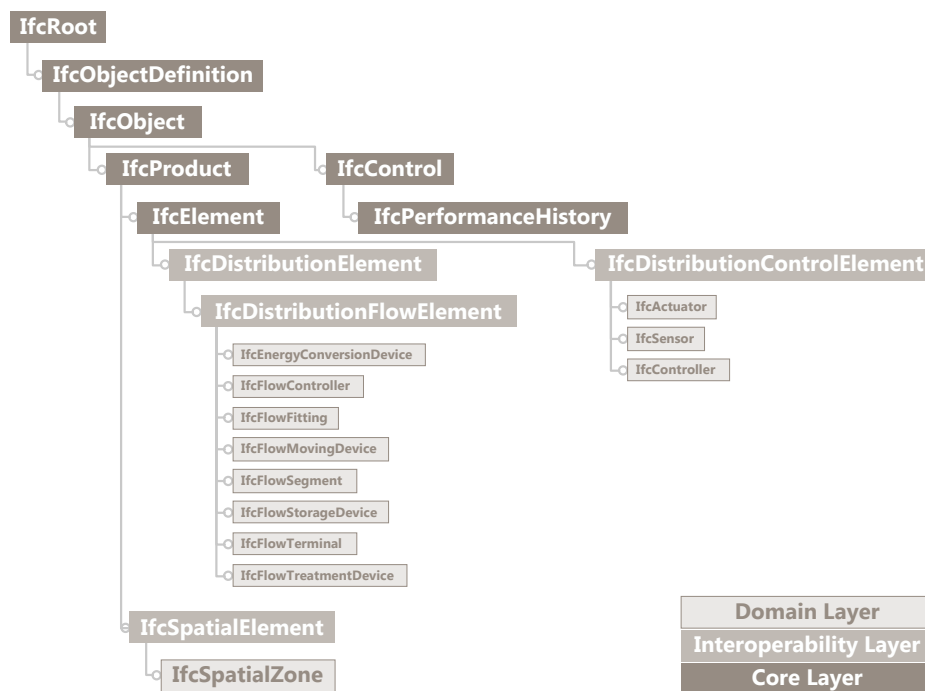 IfcRoot
IfcObjectDefinition
IfcObject
IfcProduct
IfcControl
IfcElement
IfcPerformanceHistory
IfcDistributionElement
IfcDistributionControlElement
IfcDistributionFlowElement
IfcActuator
IfcSensor
IfcController
IfcEnergyConversionDevice
IfcFlowController
IfcFlowFitting
IfcFlowMovingDevice
IfcFlowSegment
IfcFlowStorageDevice
IfcFlowTerminal
IfcFlowTreatmentDevice
IfcSpatialElement
IfcSpatialZone
Domain Layer
Interoperability Layer
Core Layer